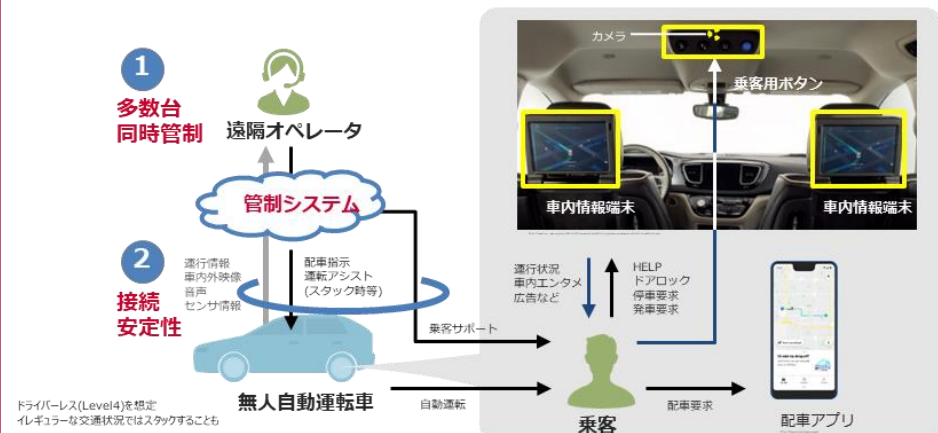 1
多数台
同時管制
遠隔オペレータ
管制システム
2
接続
安定性
運行情報
車内外映像
音声
センサ情報
配車指示
運転アシスト
(スタック時等)
乗客サポート
無人自動運転車
自動運転
ドライバーレス(Level4)を想定
イレギュラーな交通状況ではスタックすることも
カメラ
乗客用ボタン
車内情報端末
車内情報端末
運行状況
車内エンタメ
広告など
HELP
ドアロック
停車要求
発車要求
乗客
配車要求
配車アプリ